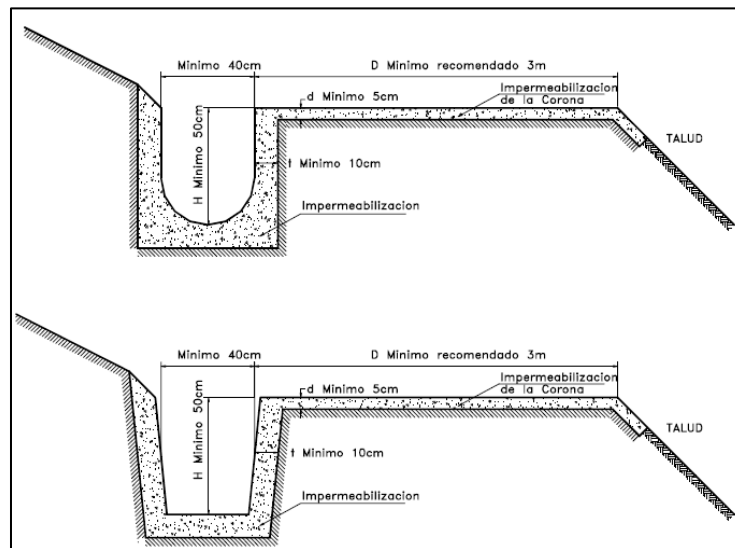 Minimo 40cm
D Minimo recomendado 3m
Impermeabilizacion
de la Corona
d Minimo 5cm
H Minimo 50cm
TALUD
t Minimo 10cm
Impermeabilizacion
Minimo 40cm
D Minimo recomendado 3m
Impermeabilizacion
de la Corona
d Minimo 5cm
H Minimo 50cm
TALUD
t Minimo 10cm
Impermeabilizacion